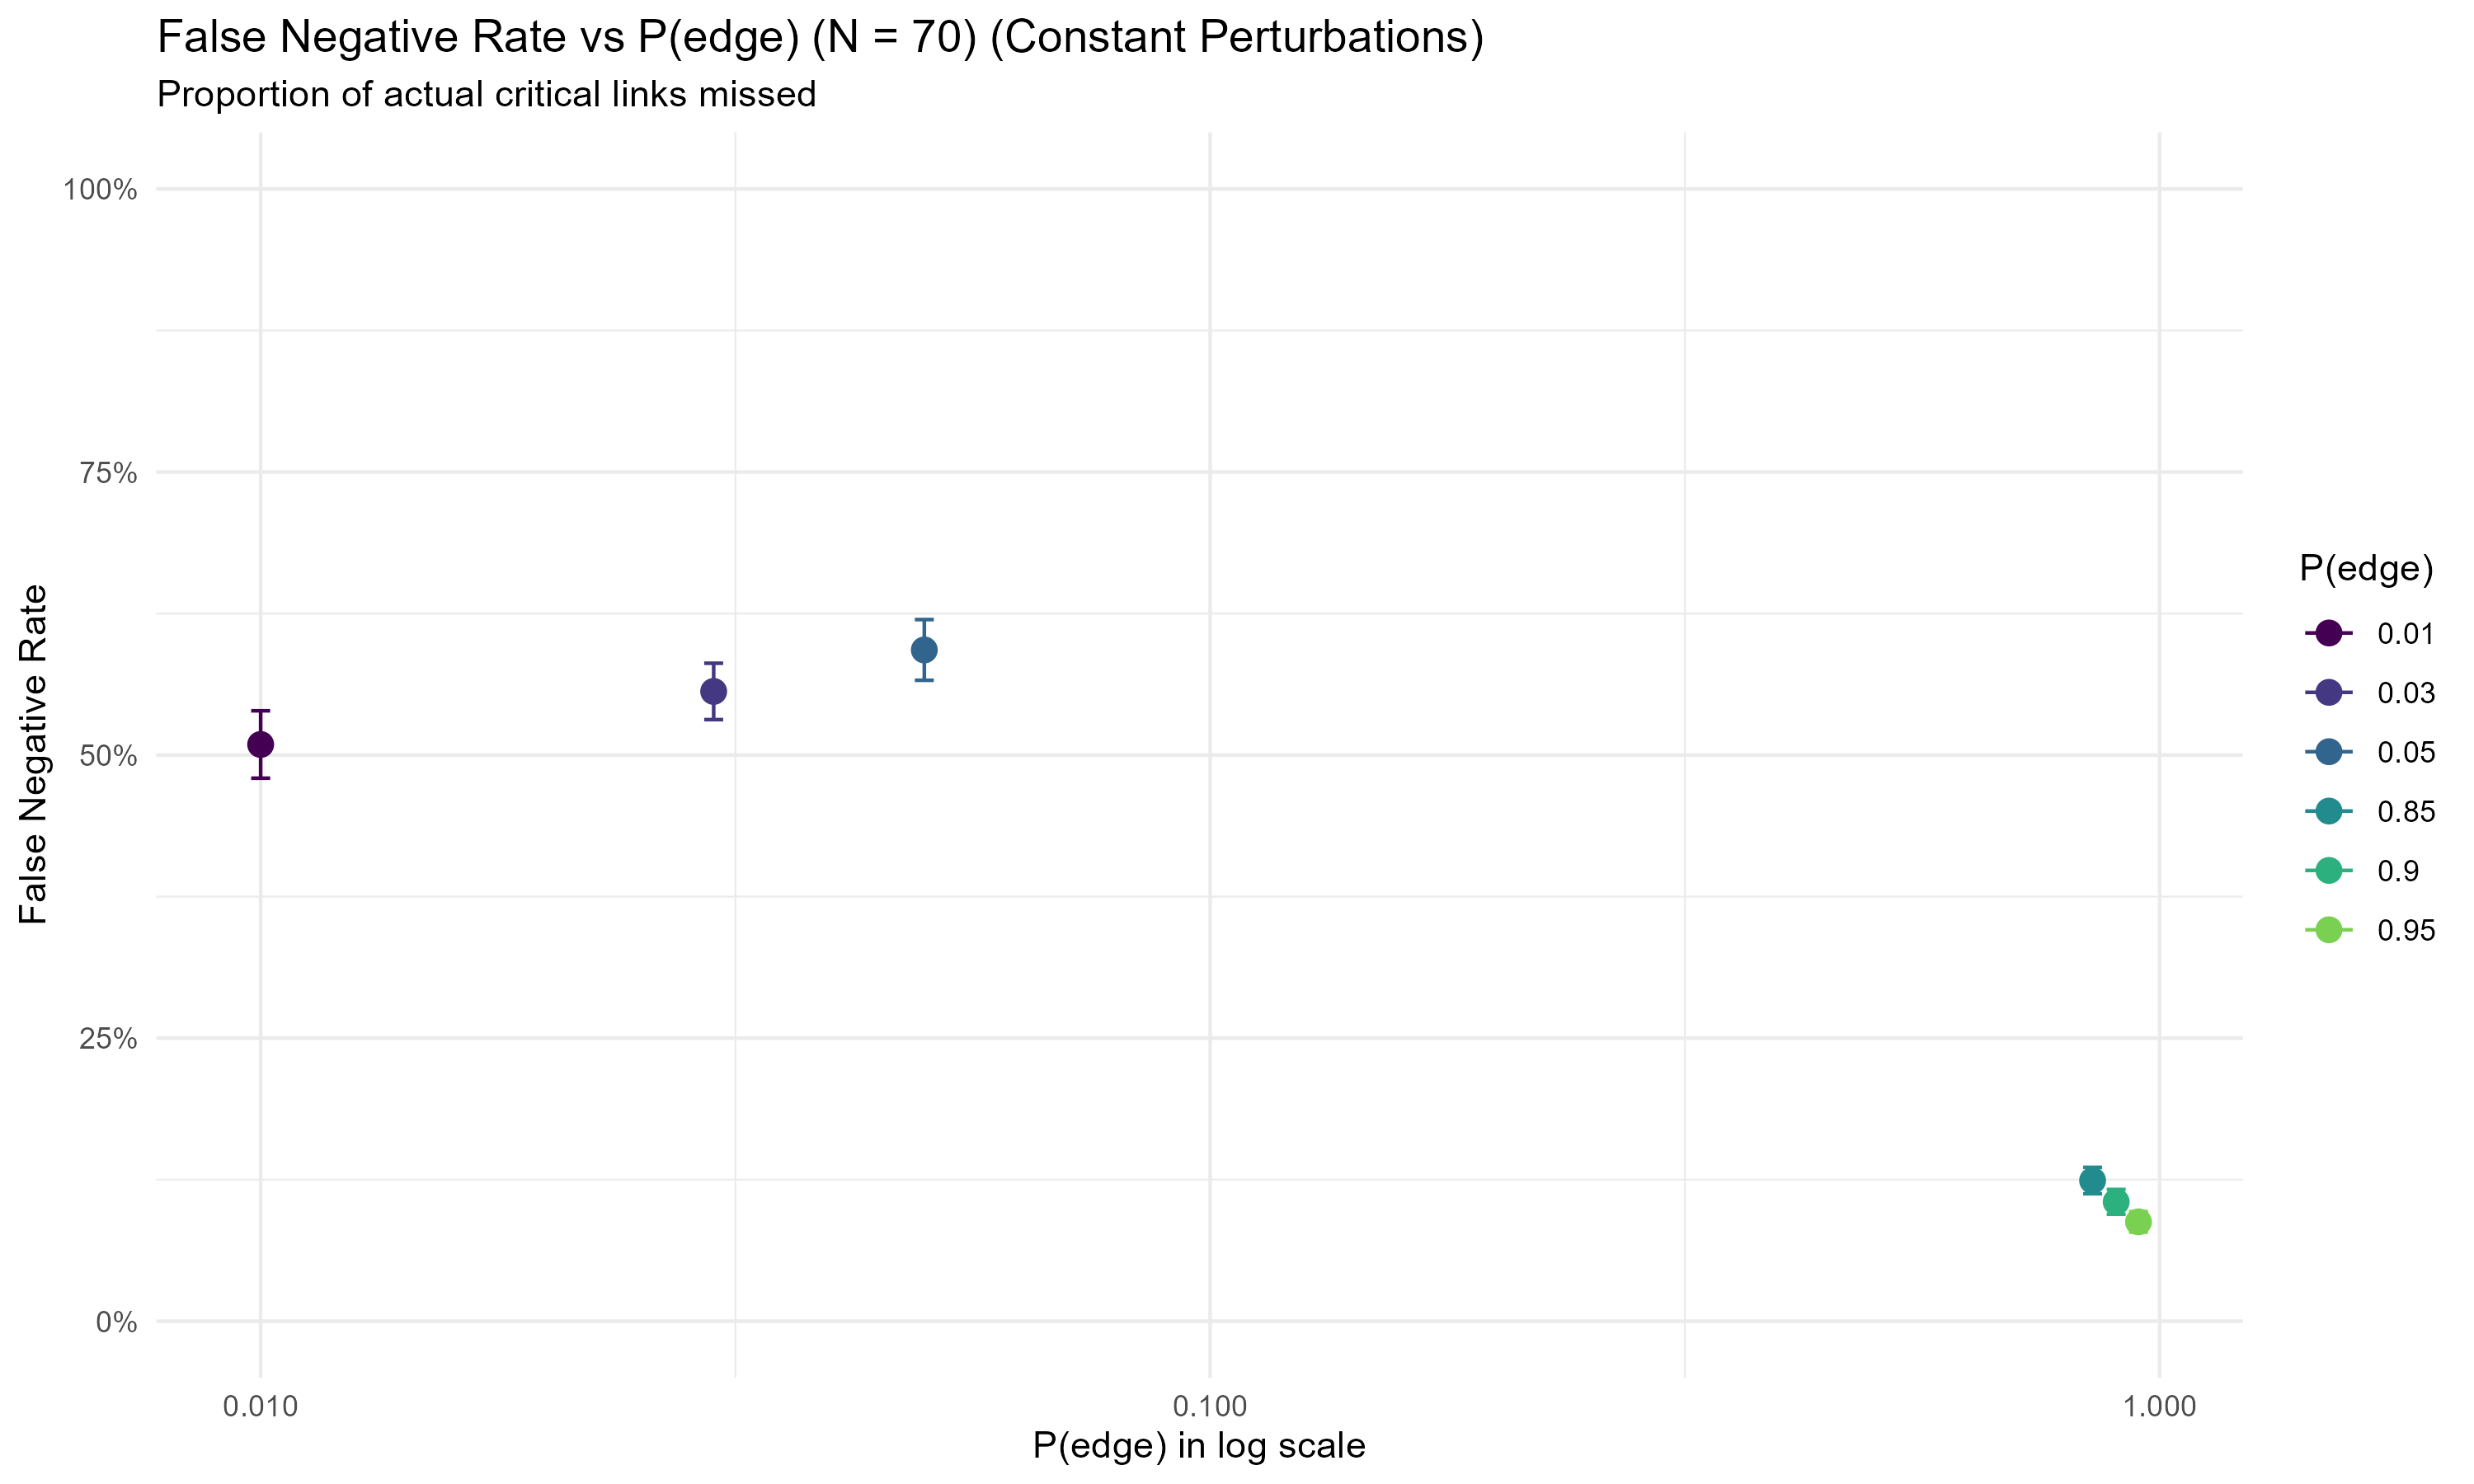 False Negative Rate vs P(edge) (N = 70) (Constant Perturbations)
Proportion of actual critical links missed
100%
75%
50%
25%
0%
False Negative Rate
0.010
0.100
1.000
P(edge) in log scale
P(edge)
0.01
0.03
0.05
0.85
0.9
0.95